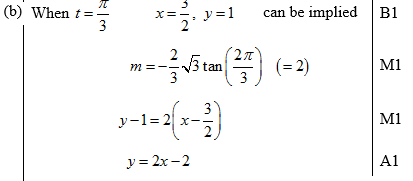 (b) When t = π/3 x = 3/2, y = 1 can be implied B1
m = -2/3 √3 tan(2π/3) (= 2) M1
y - 1 = 2(x - 3/2) M1
y = 2x - 2 A1